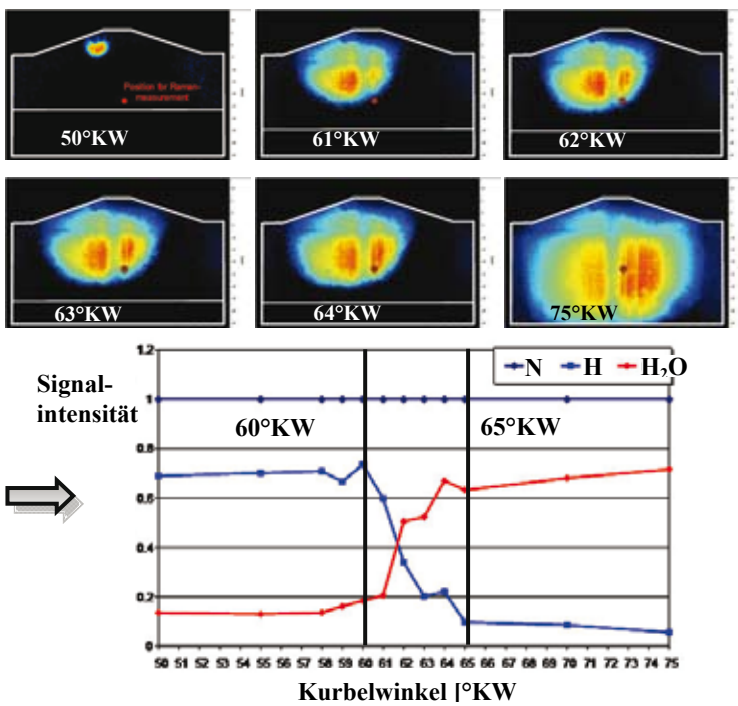 Position for Raman-
measurement
50°KW
61°KW
62°KW
63°KW
64°KW
75°KW
Signal-
intensität
1.2
1
0.8
0.6
0.4
0.2
0
N H H₂O
60°KW 65°KW
50 51 52 53 54 55 56 57 58 59 60 61 62 63 64 65 66 67 68 69 70 71 72 73 74 75
Kurbelwinkel [°KW